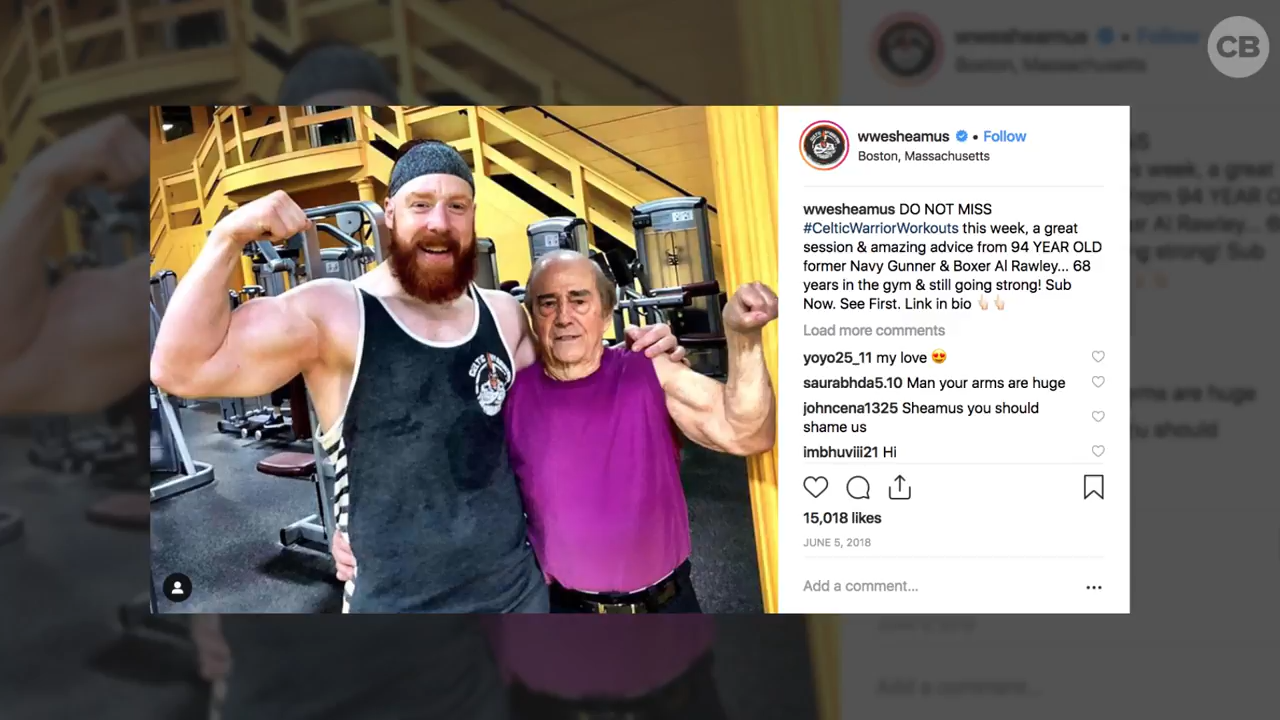 CB
wwesheamus • Follow
Boston, Massachusetts
wwesheamus DO NOT MISS
#CelticWarriorWorkouts this week, a great
session & amazing advice from 94 YEAR OLD
former Navy Gunner & Boxer Al Rawley... 68
years in the gym & still going strong! Sub
Now. See First. Link in bio 👆🏻👆🏻
Load more comments
yoyo25_11 my love 😍
saurabhda5.10 Man your arms are huge
johncena1325 Sheamus you should
shame us
imbhuviii21 Hi
15,018 likes
JUNE 5, 2018
Add a comment...